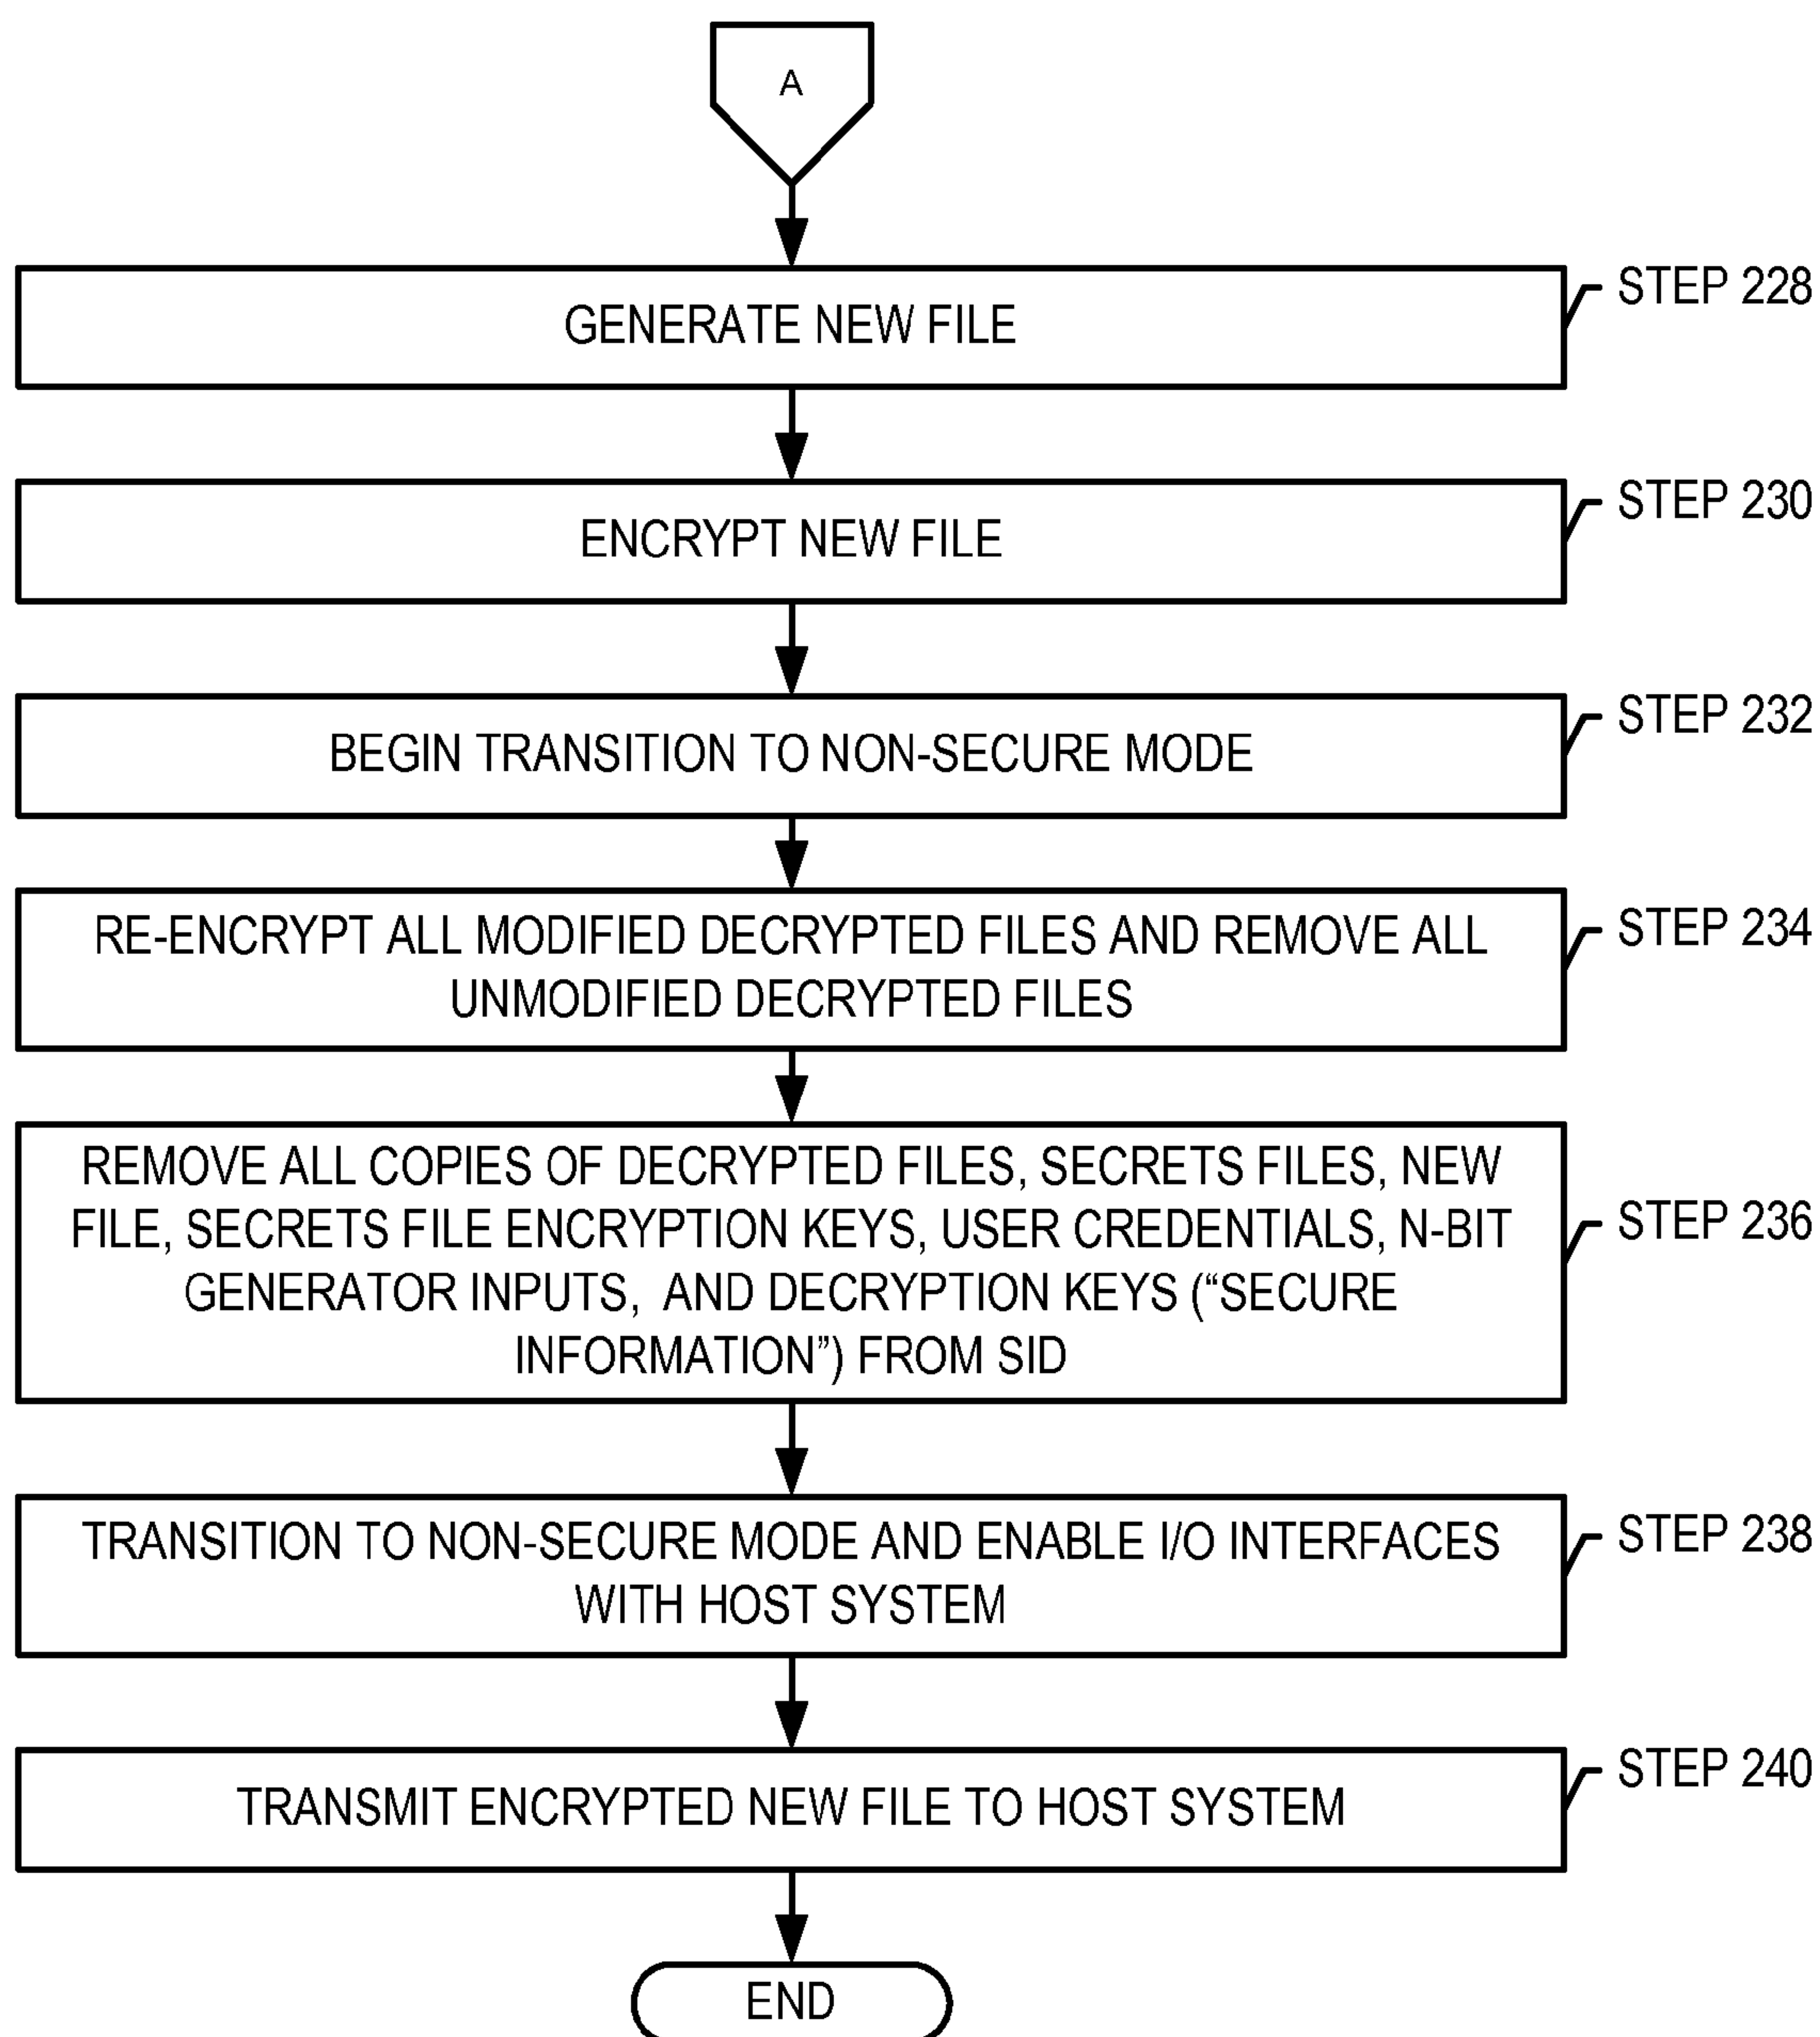 A
GENERATE NEW FILE
STEP 228
ENCRYPT NEW FILE
STEP 230
BEGIN TRANSITION TO NON-SECURE MODE
STEP 232
RE-ENCRYPT ALL MODIFIED DECRYPTED FILES AND REMOVE ALL
UNMODIFIED DECRYPTED FILES
STEP 234
REMOVE ALL COPIES OF DECRYPTED FILES, SECRETS FILES, NEW
FILE, SECRETS FILE ENCRYPTION KEYS, USER CREDENTIALS, N-BIT
GENERATOR INPUTS, AND DECRYPTION KEYS (“SECURE
INFORMATION”) FROM SID
STEP 236
TRANSITION TO NON-SECURE MODE AND ENABLE I/O INTERFACES
WITH HOST SYSTEM
STEP 238
TRANSMIT ENCRYPTED NEW FILE TO HOST SYSTEM
STEP 240
END